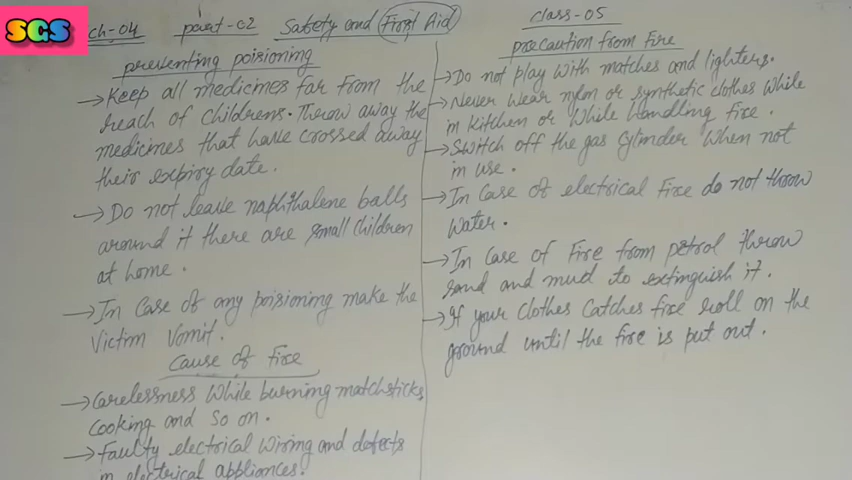 SGS
ch-04 part-02 Safety and First Aid class-05
preventing poisioning
→ Keep all medicines far from the
reach of childrens. Throw away the
medicines that have crossed away
their expiry date.
→ Do not leave naphthalene balls
around it there are small children
at home.
→ In case of any poisioning make the
victim vomit.
Cause of fire
→ Carelessness while burning matchsticks
cooking and so on.
→ Faulty electrical wiring and defects
in electrical appliances.
precaution from fire
→ Do not play with matches and lighters.
→ Never wear nylon or synthetic clothes while
in kitchen or while handling fire.
→ Switch off the gas cylinder when not
in use.
→ In case of electrical fire do not throw
water.
→ In case of fire from petrol throw
sand and mud to extinguish it.
→ If your clothes catches fire roll on the
ground until the fire is put out.